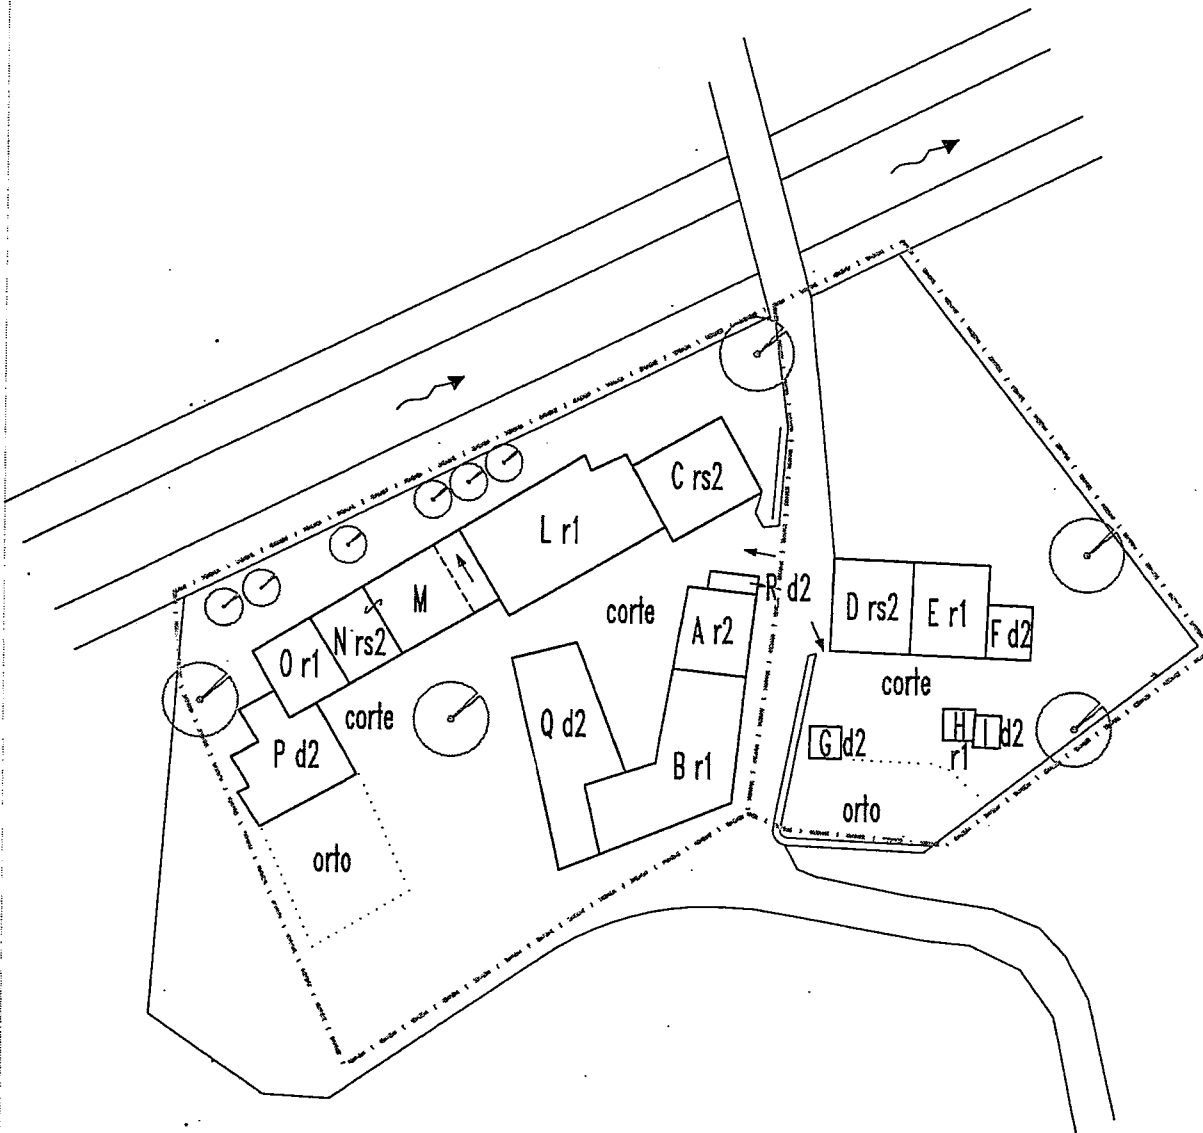 C rs2
L r1
M
N rs2
O r1
P d2
corte
orto
corte
R d2
A r2
Q d2
B r1
D rs2
E r1
F d2
corte
G d2
H
r1
I d2
orto